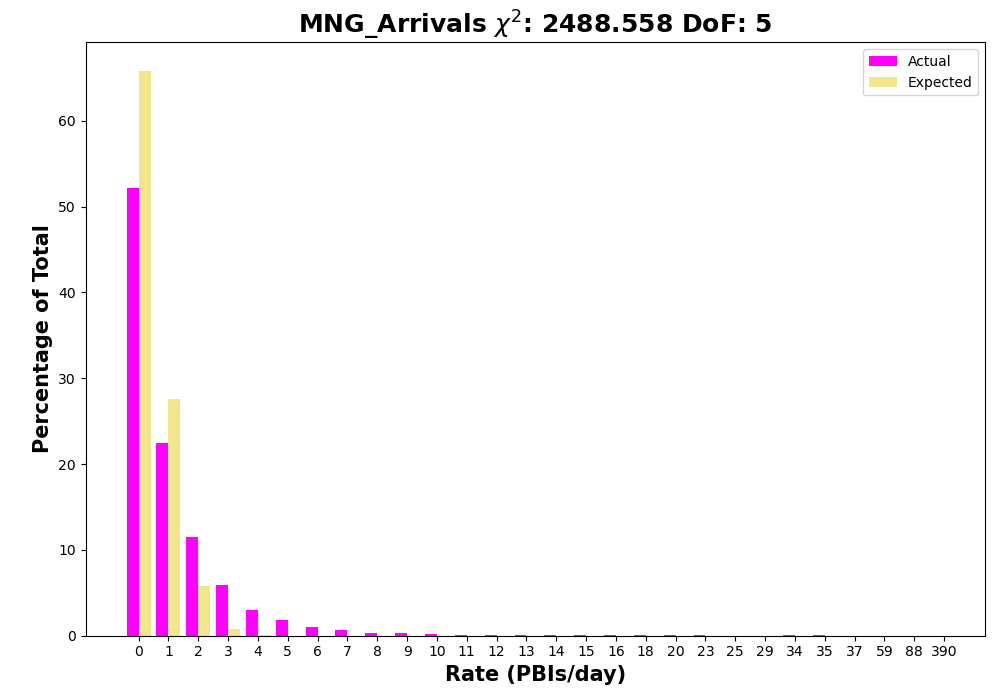 MNG_Arrivals χ²: 2488.558 DoF: 5
Actual
Expected
Percentage of Total
60
50
40
30
20
10
0
0 1 2 3 4 5 6 7 8 9 10 11 12 13 14 15 16 18 20 23 25 29 34 35 37 59 88 390
Rate (PBIs/day)